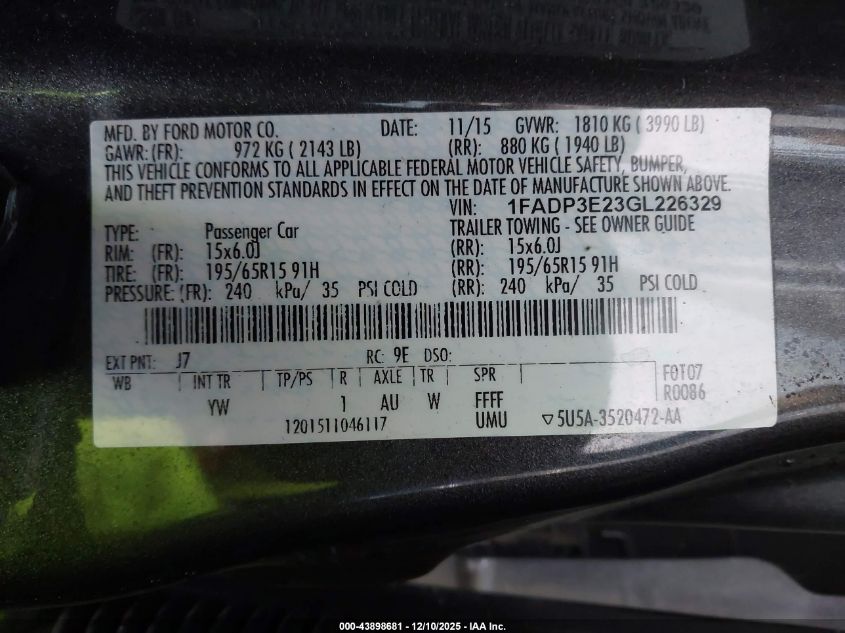 MFD. BY FORD MOTOR CO. DATE: 11/15 GVWR: 1810 KG ( 3990 LB)
GAWR: (FR): 972 KG ( 2143 LB) (RR): 880 KG ( 1940 LB)
THIS VEHICLE CONFORMS TO ALL APPLICABLE FEDERAL MOTOR VEHICLE SAFETY, BUMPER,
AND THEFT PREVENTION STANDARDS IN EFFECT ON THE DATE OF MANUFACTURE SHOWN ABOVE.
VIN: 1FADP3E23GL226329
TYPE: Passenger Car TRAILER TOWING - SEE OWNER GUIDE
RIM: (FR): 15x6.0J (RR): 15x6.0J
TIRE: (FR): 195/65R15 91H (RR): 195/65R15 91H
PRESSURE: (FR): 240 kPa/ 35 PSI COLD (RR): 240 kPa/ 35 PSI COLD
EXT PNT: J7 RC: 9E DSO:
WB INT TR TP/PS R AXLE TR SPR F0T07
YW 1 AU W FFFF R0086
1201511046117 UMU ▽5U5A-3520472-AA
000-43898681 - 12/10/2025 - IAA Inc.